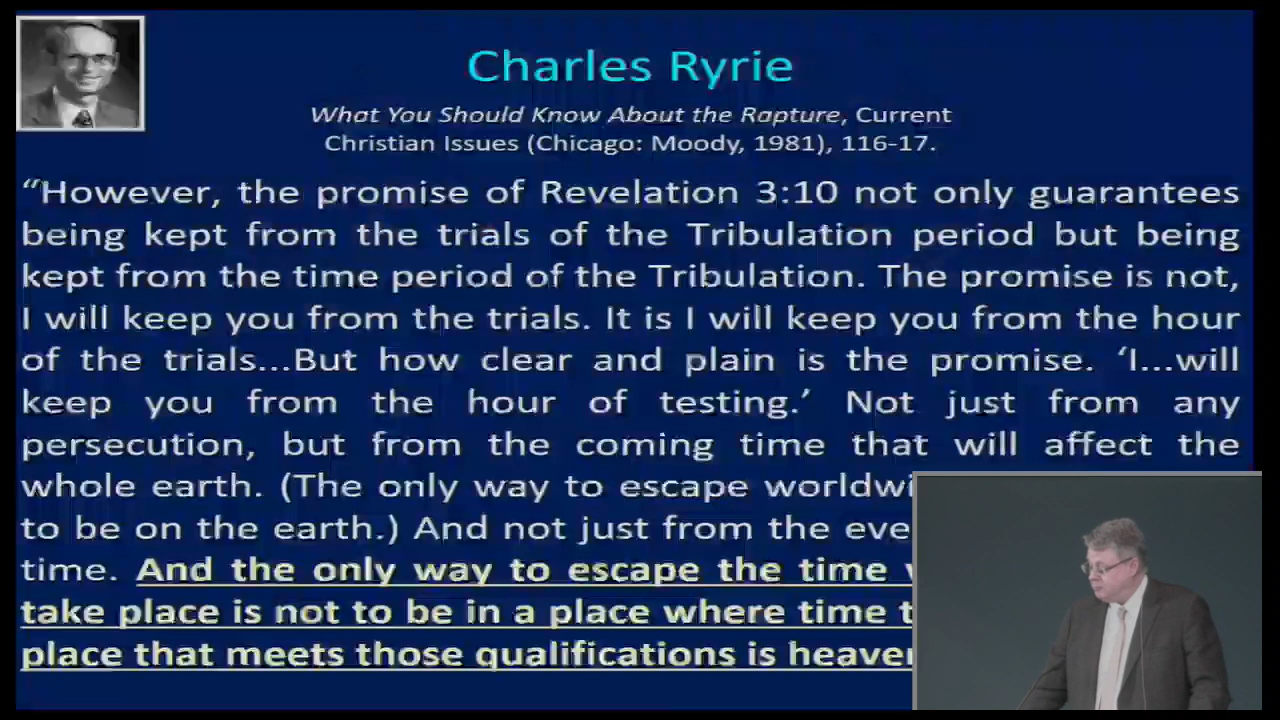 Charles Ryrie
What You Should Know About the Rapture, Current
Christian Issues (Chicago: Moody, 1981), 116-17.
“However, the promise of Revelation 3:10 not only guarantees
being kept from the trials of the Tribulation period but being
kept from the time period of the Tribulation. The promise is not,
I will keep you from the trials. It is I will keep you from the hour
of the trials...But how clear and plain is the promise. ‘I...will
keep you from the hour of testing.’ Not just from any
persecution, but from the coming time that will affect the
whole earth. (The only way to escape
to be on the earth.) And not just from the
time. And the only way to escape the time
take place is not to be in a place where time
place that meets those qualifications is